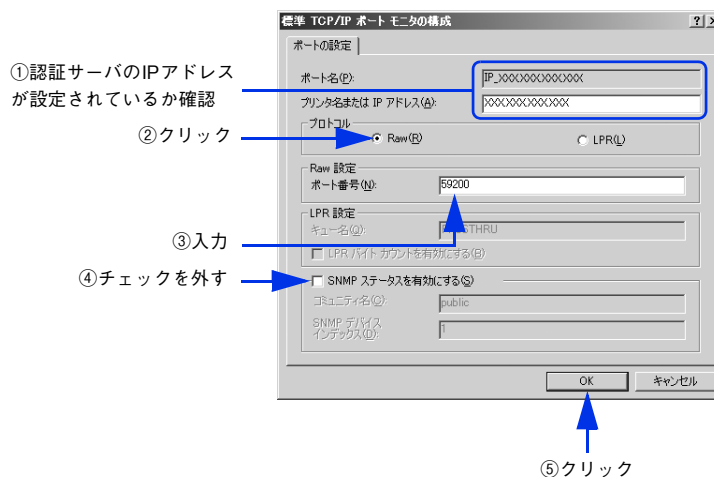 標準 TCP/IP ポート モニタの構成
ポートの設定
①認証サーバのIPアドレス
が設定されているか確認
ポート名(P):
IP_XXX.XXX.XXX.XXX
プリンタ名または IP アドレス(A):
XXX.XXX.XXX.XXX
②クリック
プロトコル
Raw(R)
LPR(L)
Raw 設定
ポート番号(N):
59200
LPR 設定
③入力
キュー名(Q):
THRU
LPR バイト カウントを有効にする(B)
④チェックを外す
SNMP ステータスを有効にする(S)
コミュニティ名(C):
public
SNMP デバイス
インデックス(D):
1
OK
キャンセル
⑤クリック